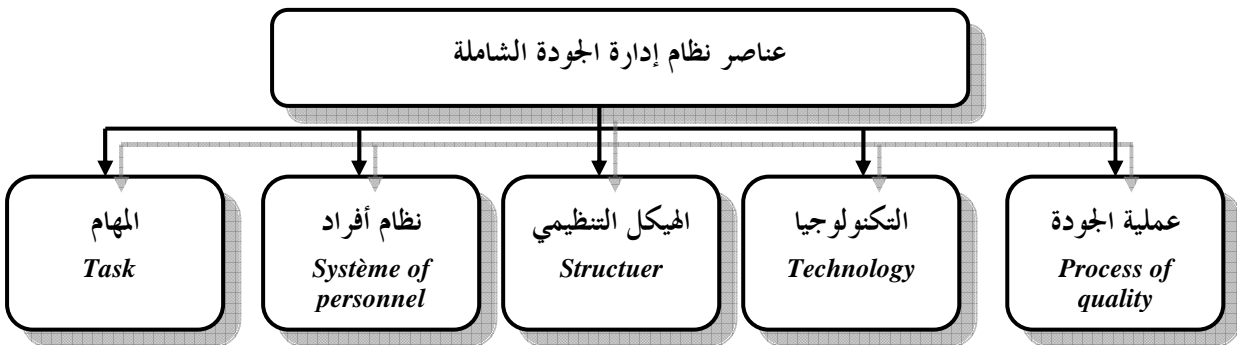 عناصر نظام إدارة الجودة الشاملة
عملية الجودة
Process of
quality
التكنولوجيا
Technology
الهيكل التنظيمي
Structuer
نظام أفراد
Système of
personnel
المهام
Task